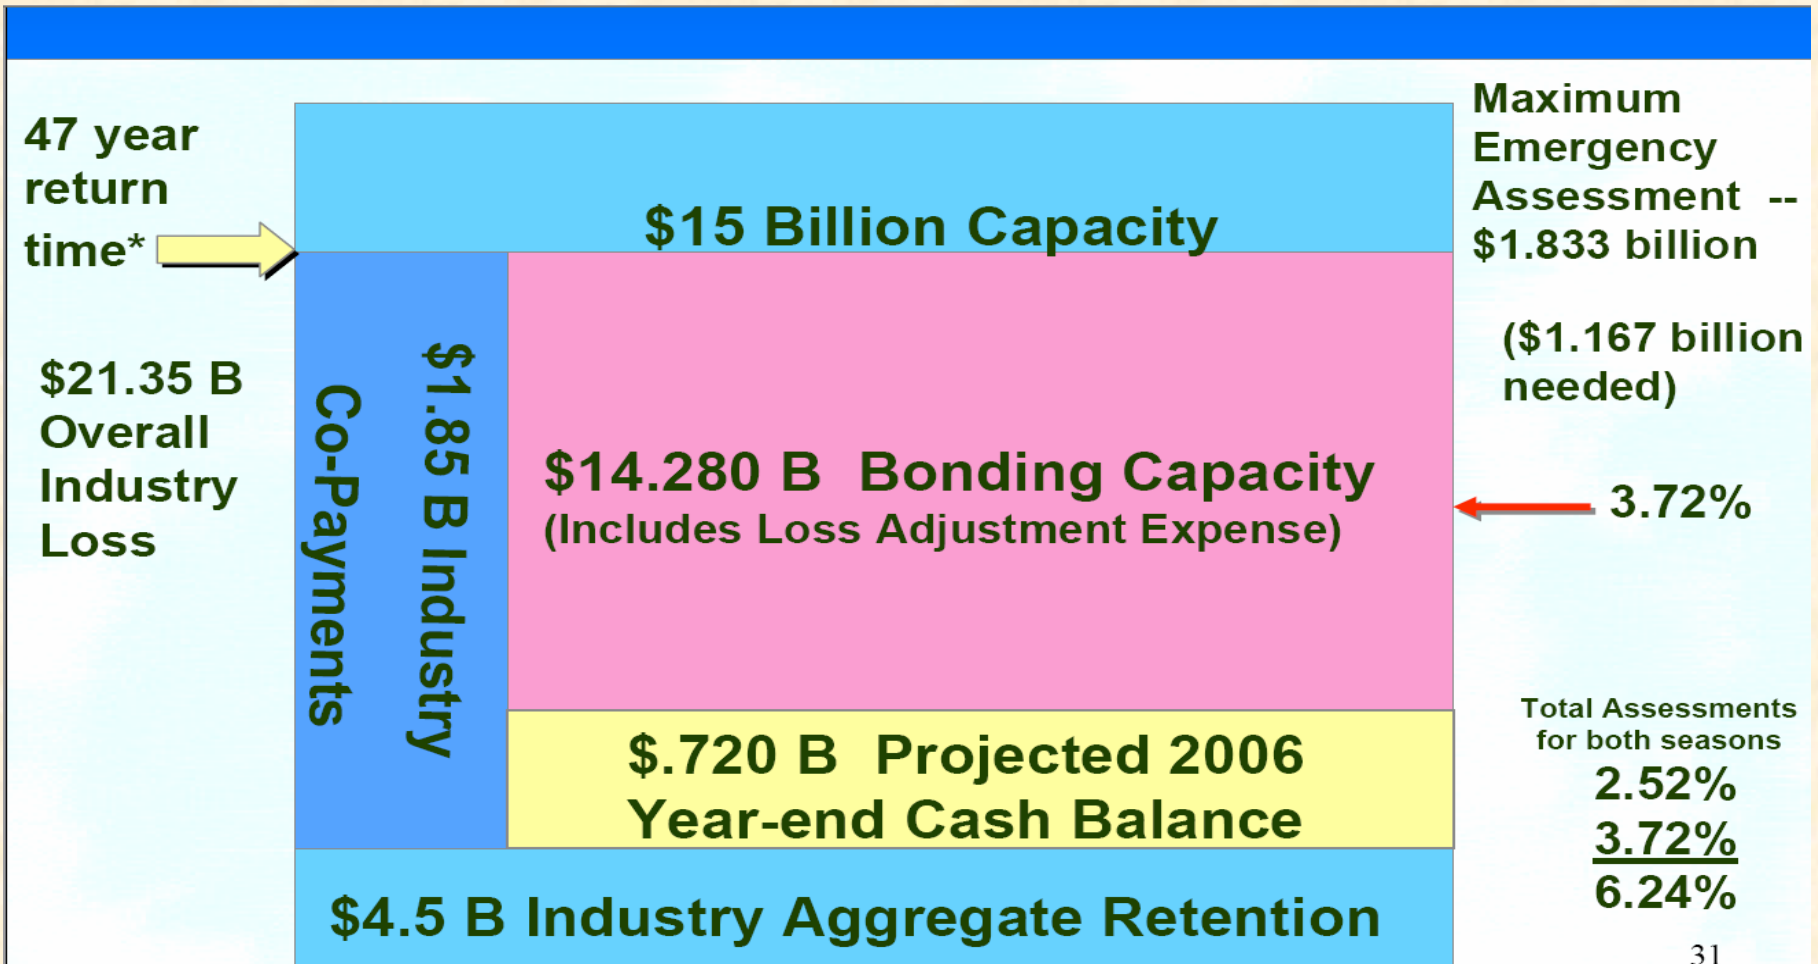 47 year
return
time*
$21.35 B
Overall
Industry
Loss
$15 Billion Capacity
Co-Payments
$1.85 B Industry
$14.280 B Bonding Capacity
(Includes Loss Adjustment Expense)
$.720 B Projected 2006
Year-end Cash Balance
$4.5 B Industry Aggregate Retention
Maximum
Emergency
Assessment --
$1.833 billion
($1.167 billion
needed)
3.72%
Total Assessments
for both seasons
2.52%
3.72%
6.24%
31